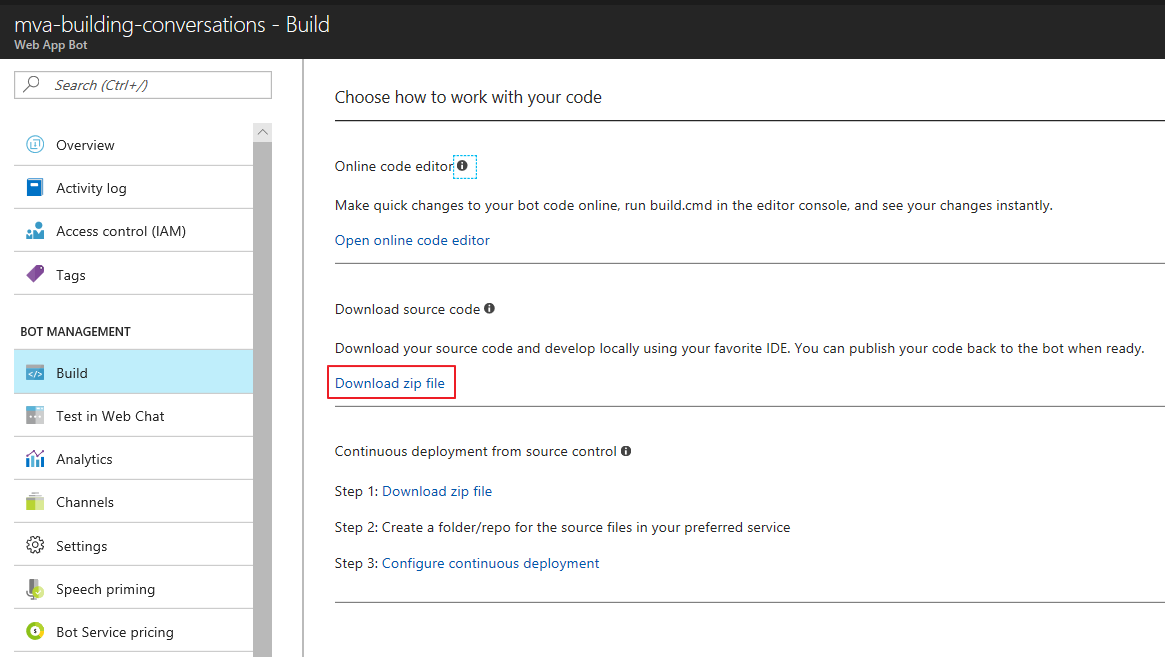 mva-building-conversations - Build
Web App Bot
Search (Ctrl+/)
Overview
Activity log
Access control (IAM)
Tags
BOT MANAGEMENT
Build
Test in Web Chat
Analytics
Channels
Settings
Speech priming
Bot Service pricing
Choose how to work with your code
Online code editor
Make quick changes to your bot code online, run build.cmd in the editor console, and see your changes instantly.
Open online code editor
Download source code
Download your source code and develop locally using your favorite IDE. You can publish your code back to the bot when ready.
Download zip file
Continuous deployment from source control
Step 1: Download zip file
Step 2: Create a folder/repo for the source files in your preferred service
Step 3: Configure continuous deployment